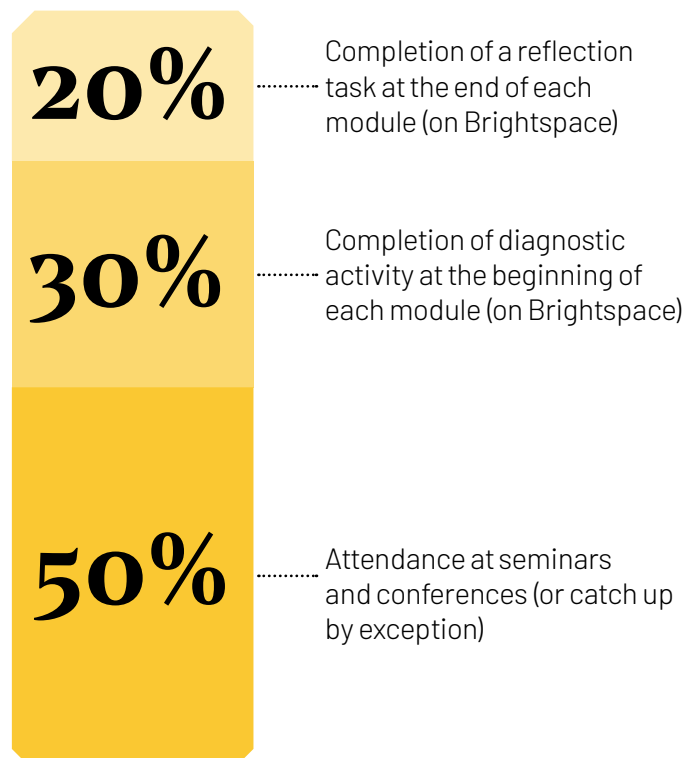 20%
Completion of a reflection
task at the end of each
module (on Brightspace)
30%
Completion of diagnostic
activity at the beginning of
each module (on Brightspace)
50%
Attendance at seminars
and conferences (or catch up
by exception)